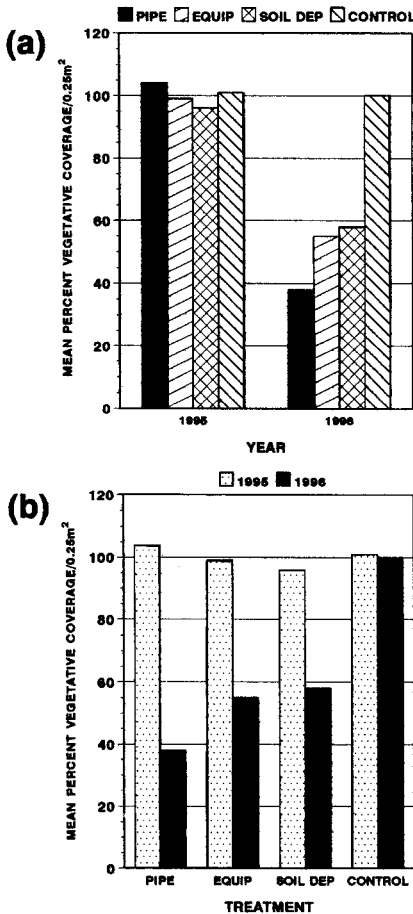 (a)
PIPE EQUIP SOIL DEP CONTROL
MEAN PERCENT VEGETATIVE COVERAGE/0.25m²
120
100
80
60
40
20
0
1995 1996
YEAR
(b)
1995 1996
MEAN PERCENT VEGETATIVE COVERAGE/0.25m²
120
100
80
60
40
20
0
PIPE EQUIP SOIL DEP CONTROL
TREATMENT